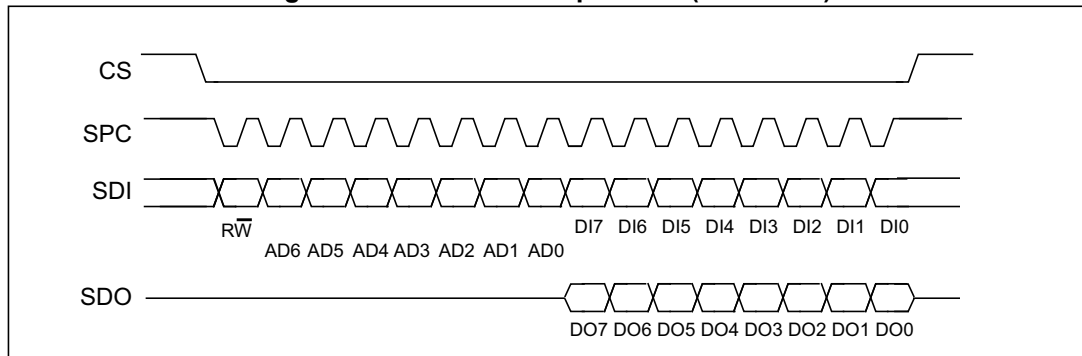 CS
SPC
SDI
RW̅ DI7 DI6 DI5 DI4 DI3 DI2 DI1 DI0
AD6 AD5 AD4 AD3 AD2 AD1 AD0
SDO
DO7 DO6 DO5 DO4 DO3 DO2 DO1 DO0